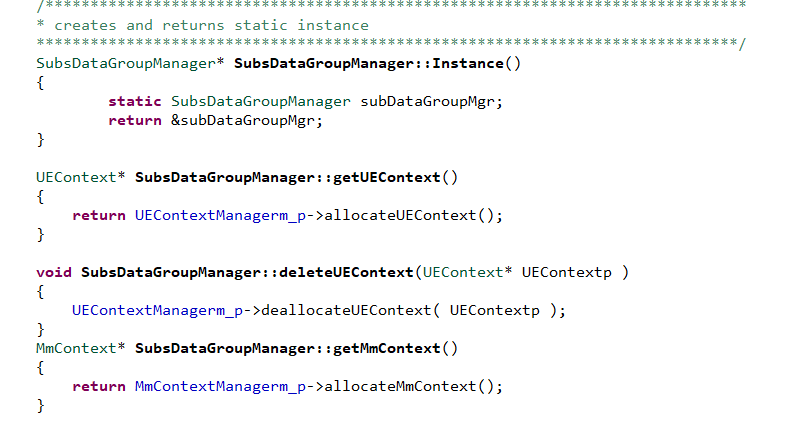 /******************************************************************************
* creates and returns static instance
******************************************************************************/
SubsDataGroupManager* SubsDataGroupManager::Instance()
{
        static SubsDataGroupManager subDataGroupMgr;
        return &subDataGroupMgr;
}

UEContext* SubsDataGroupManager::getUEContext()
{
    return UEContextManagerm_p->allocateUEContext();
}

void SubsDataGroupManager::deleteUEContext(UEContext* UEContextp )
{
    UEContextManagerm_p->deallocateUEContext( UEContextp );
}
MmContext* SubsDataGroupManager::getMmContext()
{
    return MmContextManagerm_p->allocateMmContext();
}